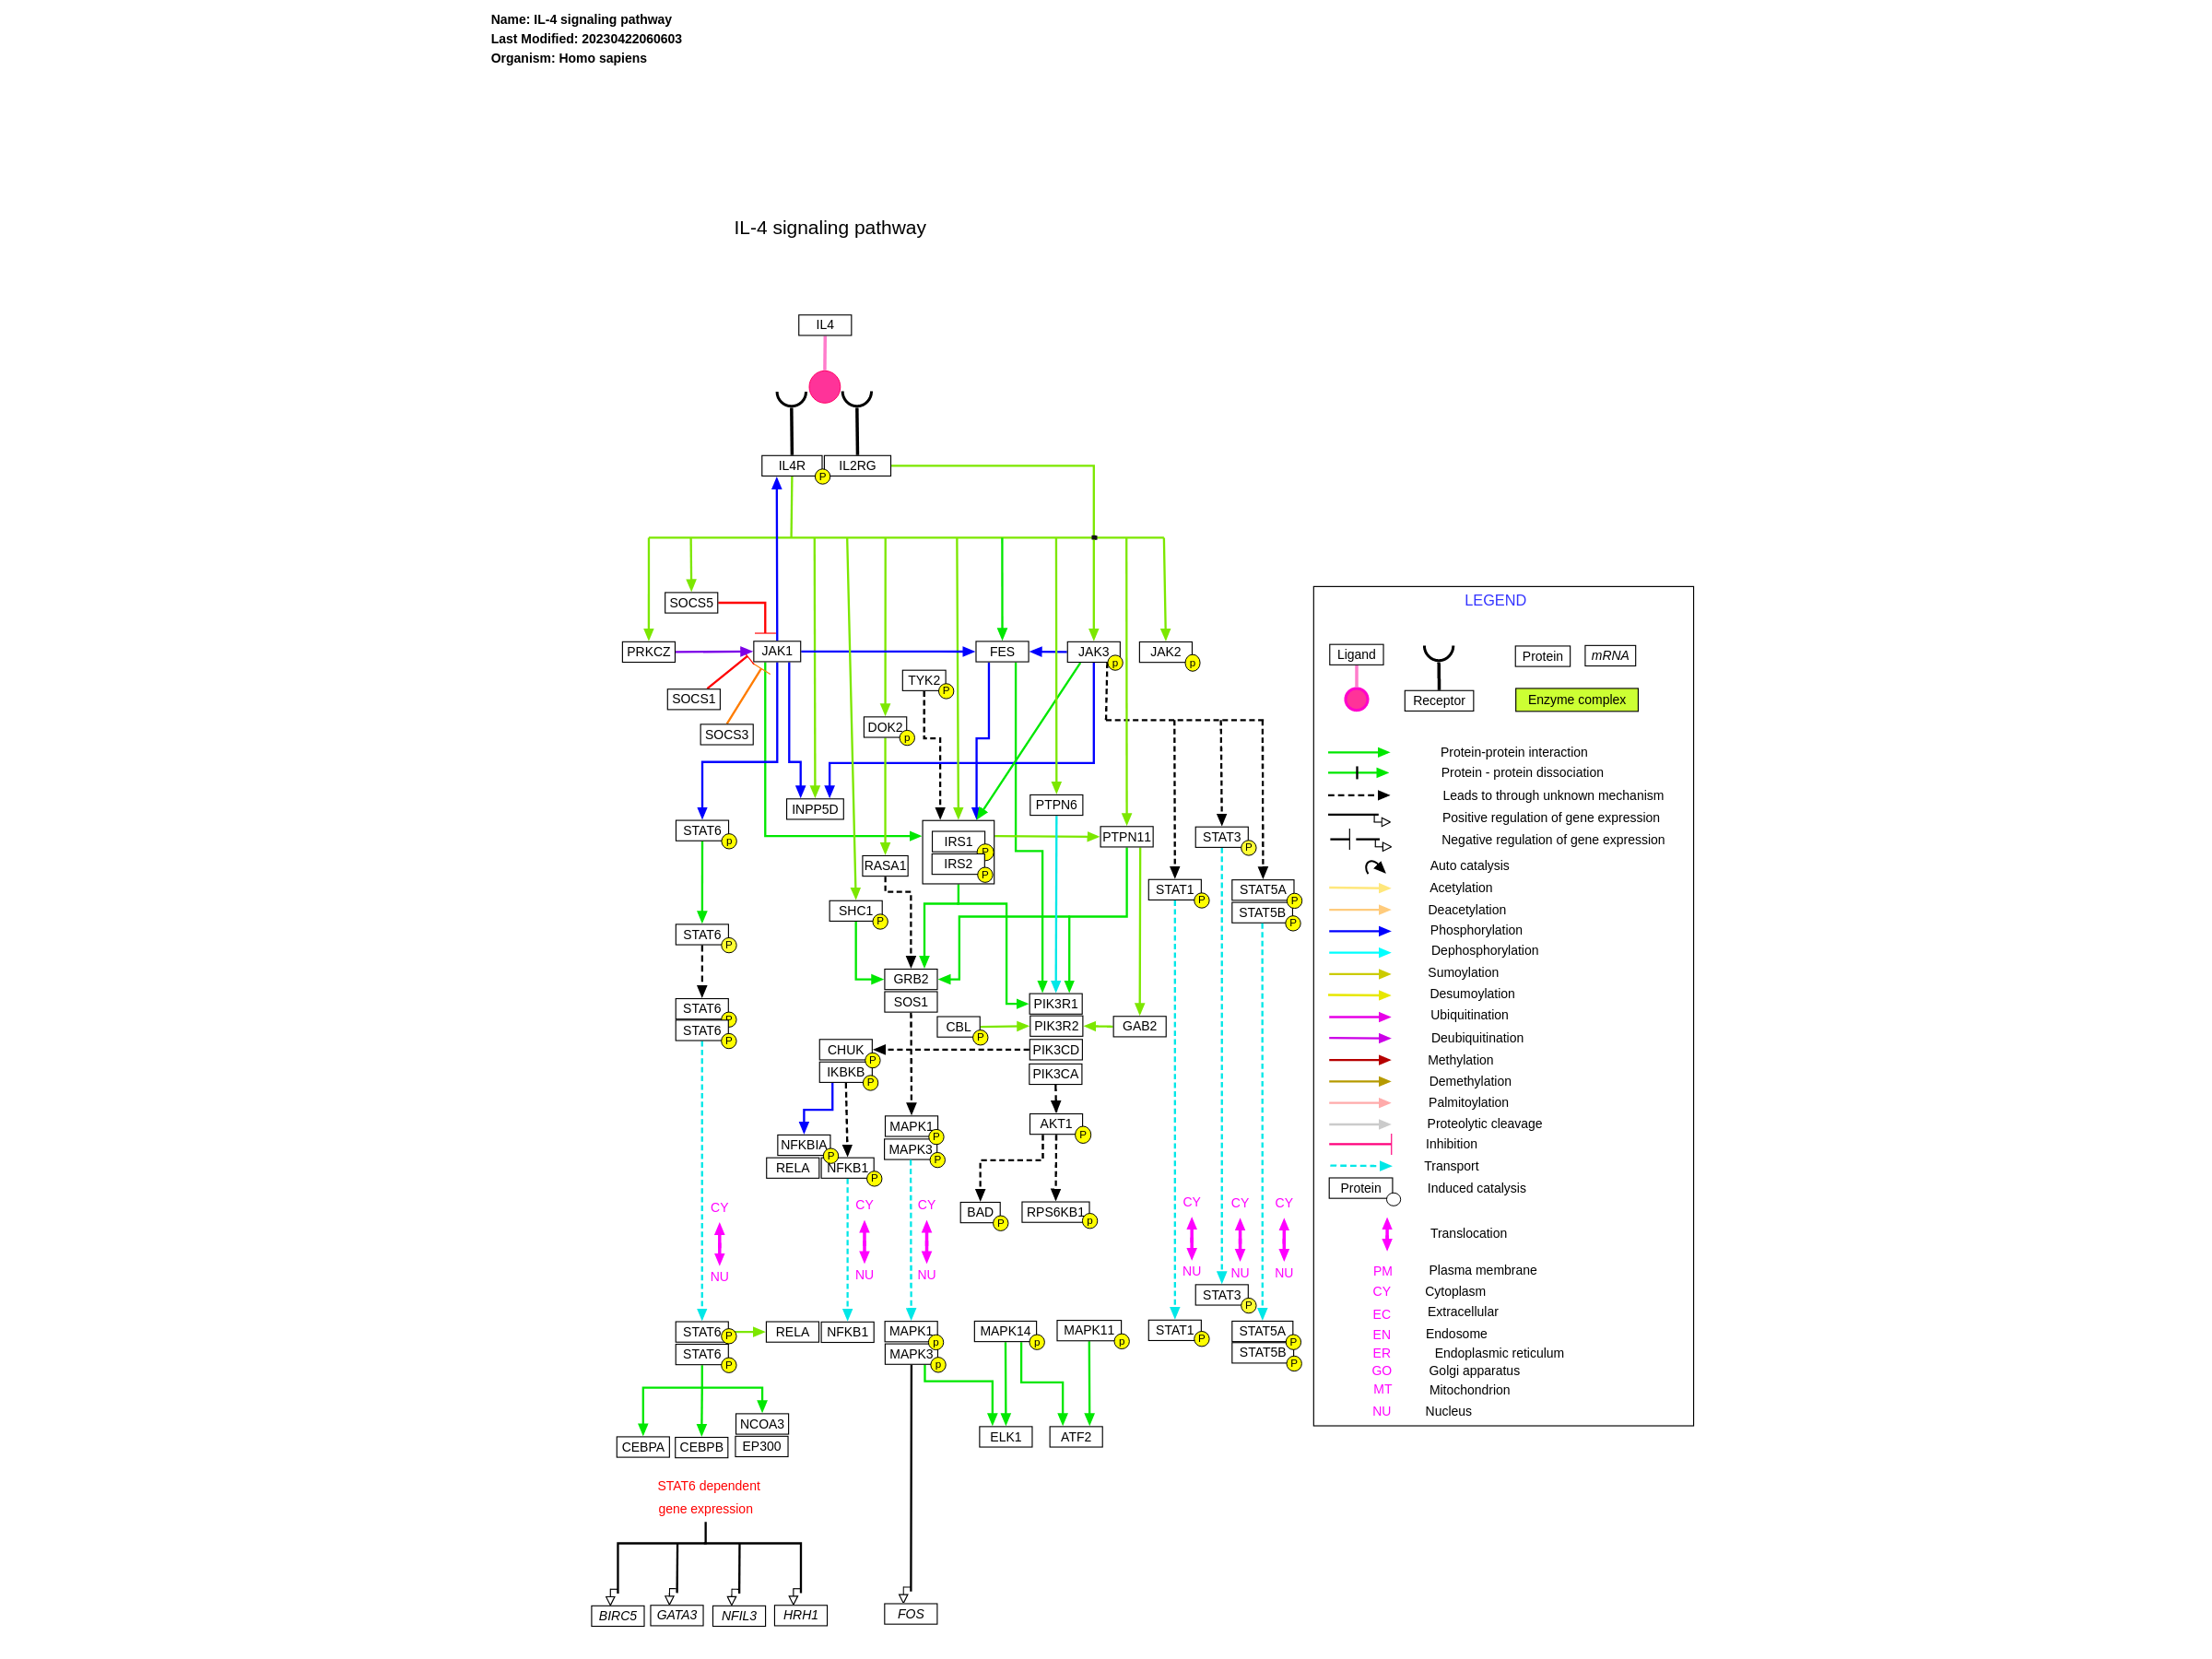 Name: IL-4 signaling pathway
Last Modified: 20230422060603
Organism: Homo sapiens
IL-4 signaling pathway
IL4
IL4R
P
IL2RG
SOCS5
PRKCZ
JAK1
FES
JAK3
p
JAK2
p
SOCS1
TYK2
P
SOCS3
DOK2
p
INPP5D
PTPN6
STAT6
p
IRS1
P
IRS2
P
PTPN11
STAT3
P
RASA1
STAT1
P
STAT5A
P
STAT5B
P
SHC1
P
STAT6
P
GRB2
SOS1
STAT6
P
STAT6
P
PIK3R1
PIK3R2
PIK3CD
PIK3CA
CBL
P
GAB2
CHUK
P
IKBKB
P
AKT1
P
MAPK1
P
MAPK3
P
NFKBIA
P
RELA
NFKB1
P
BAD
P
RPS6KB1
p
CY
NU
CY
NU
CY
NU
CY
NU
CY
NU
CY
NU
STAT3
P
STAT6
P
STAT6
P
RELA
NFKB1
MAPK1
p
MAPK3
p
MAPK14
p
MAPK11
p
STAT1
P
STAT5A
P
STAT5B
P
NCOA3
EP300
CEBPA
CEBPB
ELK1
ATF2
STAT6 dependent
gene expression
BIRC5
GATA3
NFIL3
HRH1
FOS
LEGEND
Ligand
Receptor
Protein
mRNA
Enzyme complex
Protein-protein interaction
Protein - protein dissociation
Leads to through unknown mechanism
Positive regulation of gene expression
Negative regulation of gene expression
Auto catalysis
Acetylation
Deacetylation
Phosphorylation
Dephosphorylation
Sumoylation
Desumoylation
Ubiquitination
Deubiquitination
Methylation
Demethylation
Palmitoylation
Proteolytic cleavage
Inhibition
Transport
Protein
Induced catalysis
Translocation
PM Plasma membrane
CY Cytoplasm
EC Extracellular
EN Endosome
ER Endoplasmic reticulum
GO Golgi apparatus
MT Mitochondrion
NU Nucleus